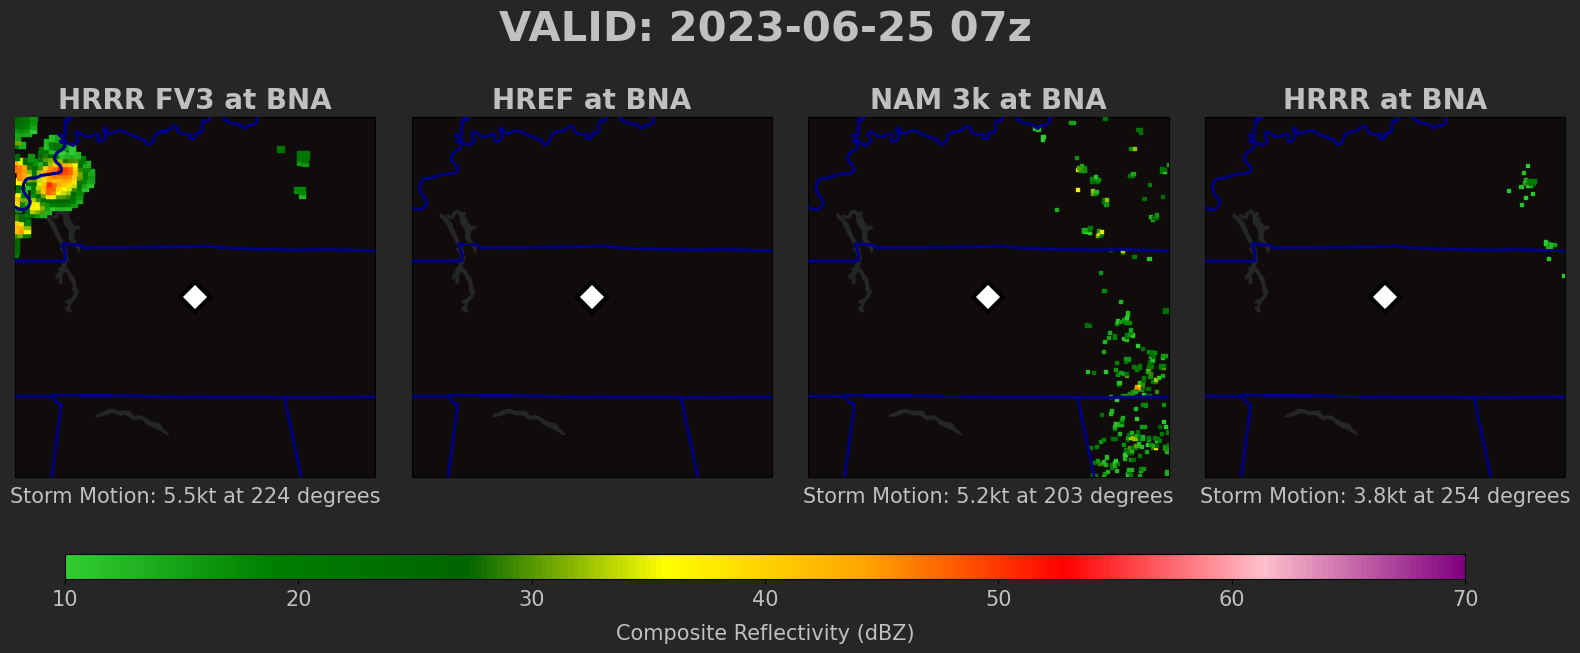 VALID: 2023-06-25 07z
HRRR FV3 at BNA
HREF at BNA
NAM 3k at BNA
HRRR at BNA
Storm Motion: 5.5kt at 224 degrees
Storm Motion: 5.2kt at 203 degrees
Storm Motion: 3.8kt at 254 degrees
10 20 30 40 50 60 70
Composite Reflectivity (dBZ)